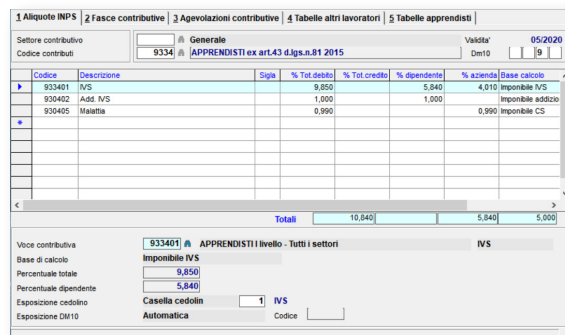 1 Aliquote INPS 2 Fasce contributive 3 Agevolazioni contributive 4 Tabelle altri lavoratori 5 Tabelle apprendisti
Settore contributivo Generale Validita' 05/2020
Codice contributi 9334 APPRENDISTI ex art.43 d.lgs.n.81 2015 Dm10 9
Codice Descrizione Sigla % Tot.debito % Tot.credito % dipendente % azienda Base calcolo
933401 IVS 9,850 5,840 4,010 Imponibile IVS
930402 Add. IVS 1,000 1,000 Imponibile addizio
930405 Malattia 0,990 0,990 Imponibile CS
Totali 10,840 5,840 5,000
Voce contributiva 933401 APPRENDISTI I livello - Tutti i settori IVS
Base di calcolo Imponibile IVS
Percentuale totale 9,850
Percentuale dipendente 5,840
Esposizione cedolino Casella cedolin 1 IVS
Esposizione DM10 Automatica Codice